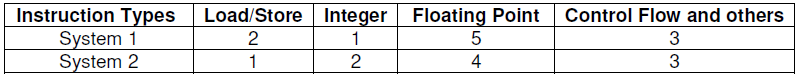 Instruction Types Load/Store Integer Floating Point Control Flow and others
System 1 2 1 5 3
System 2 1 2 4 3